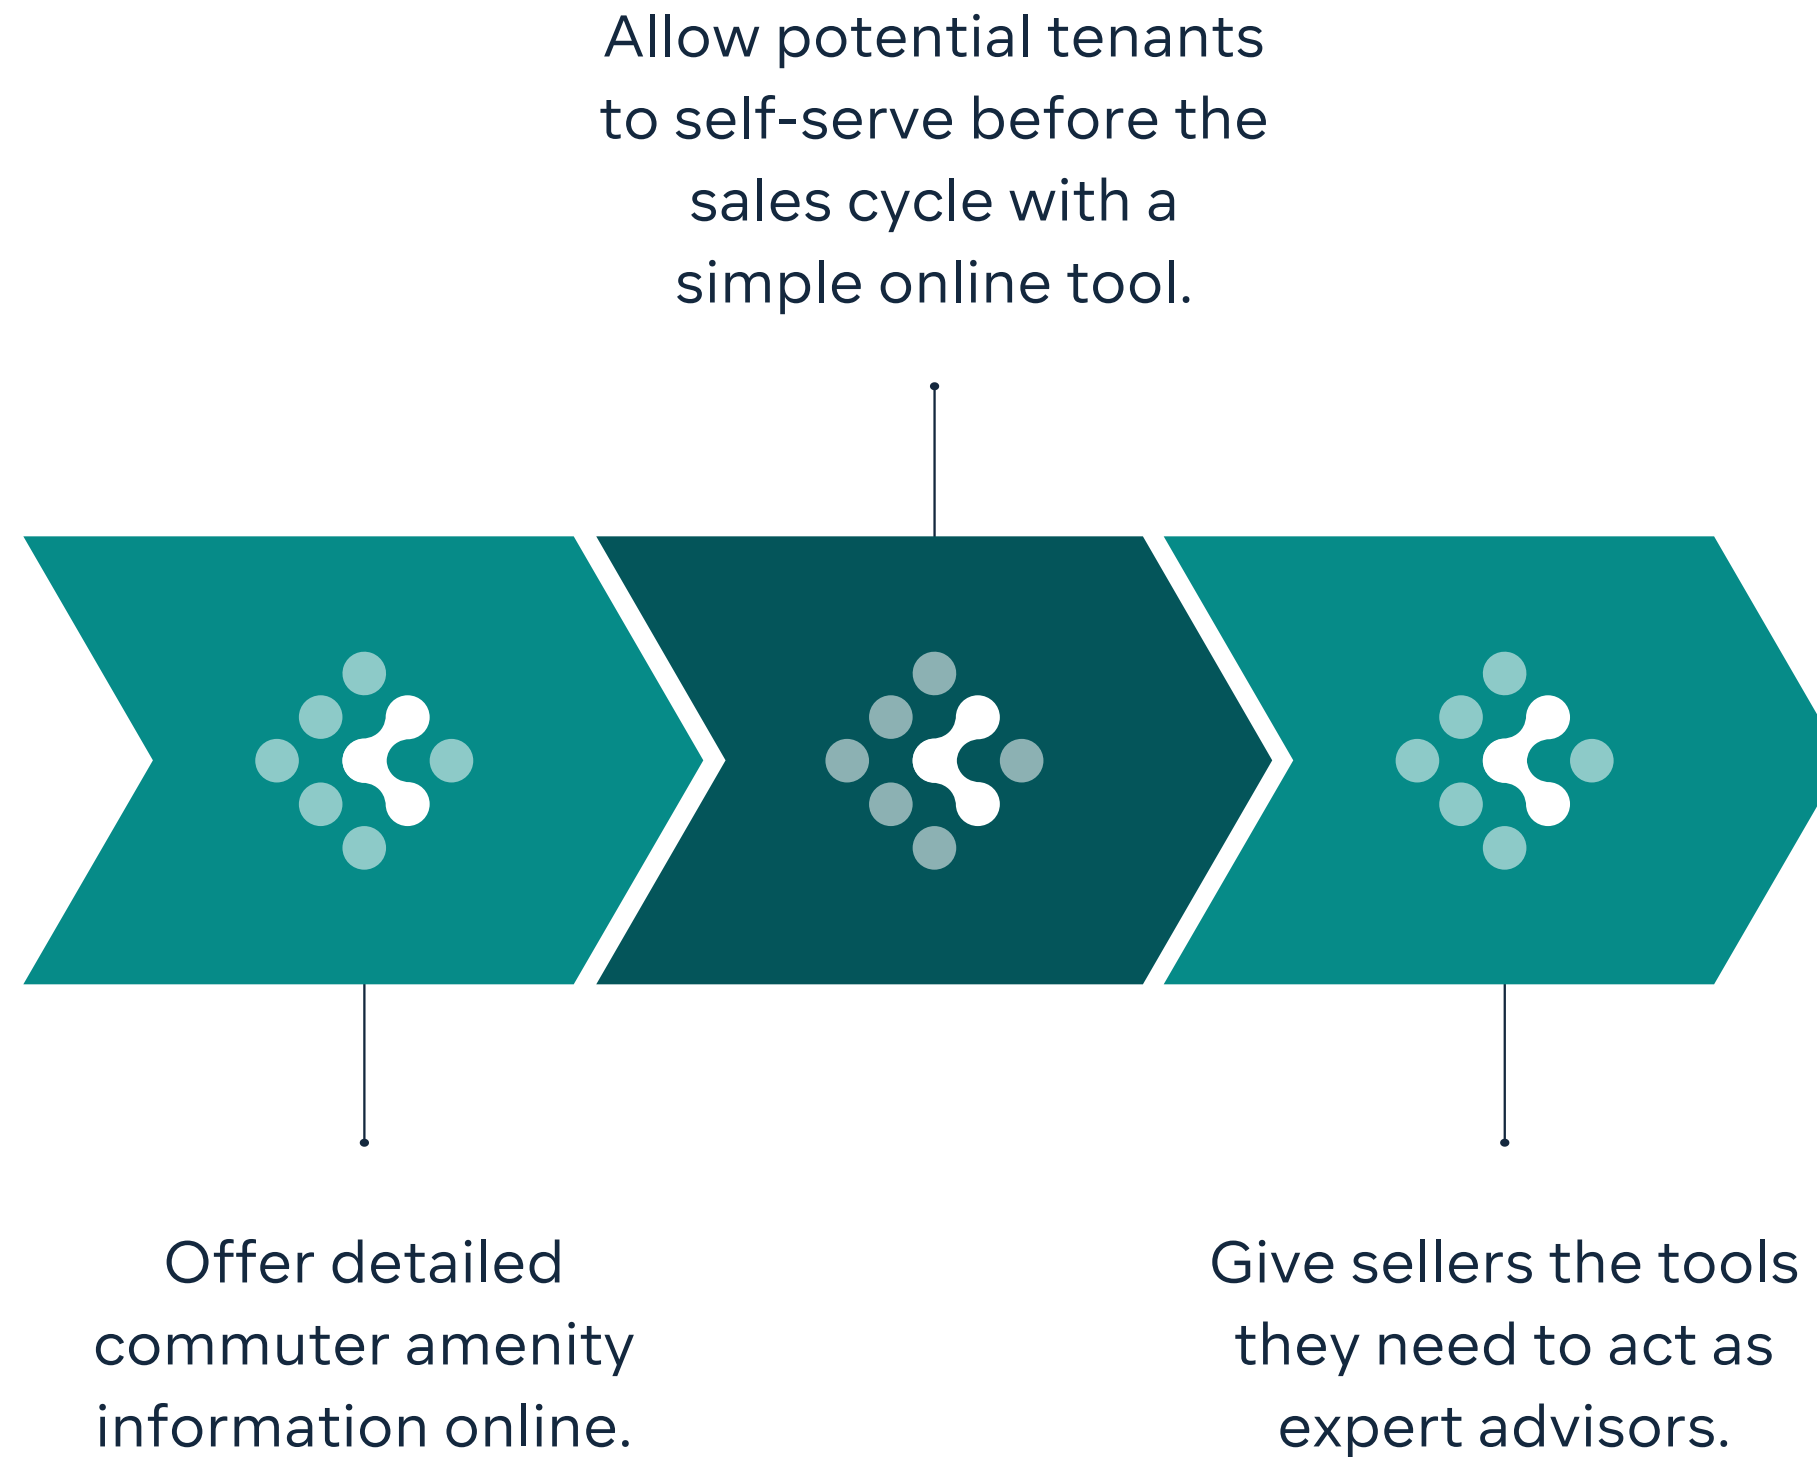 Allow potential tenants
to self-serve before the
sales cycle with a
simple online tool.
Offer detailed
commuter amenity
information online.
Give sellers the tools
they need to act as
expert advisors.